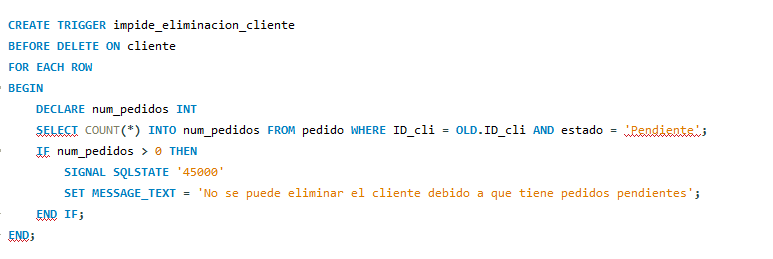 CREATE TRIGGER impide_eliminacion_cliente
BEFORE DELETE ON cliente
FOR EACH ROW
BEGIN
DECLARE num_pedidos INT
SELECT COUNT(*) INTO num_pedidos FROM pedido WHERE ID_cli = OLD.ID_cli AND estado = 'Pendiente';
IF num_pedidos > 0 THEN
SIGNAL SQLSTATE '45000'
SET MESSAGE_TEXT = 'No se puede eliminar el cliente debido a que tiene pedidos pendientes';
END IF;
END;